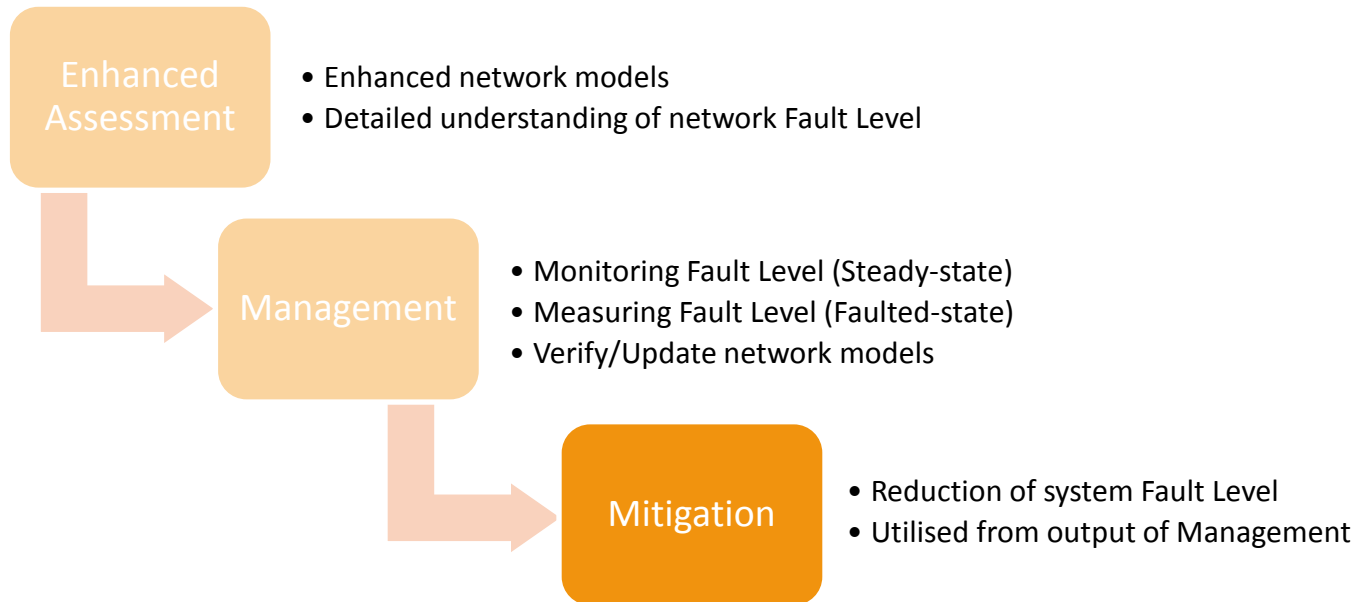 Enhanced
Assessment
• Enhanced network models
• Detailed understanding of network Fault Level
Management
• Monitoring Fault Level (Steady-state)
• Measuring Fault Level (Faulted-state)
• Verify/Update network models
Mitigation
• Reduction of system Fault Level
• Utilised from output of Management